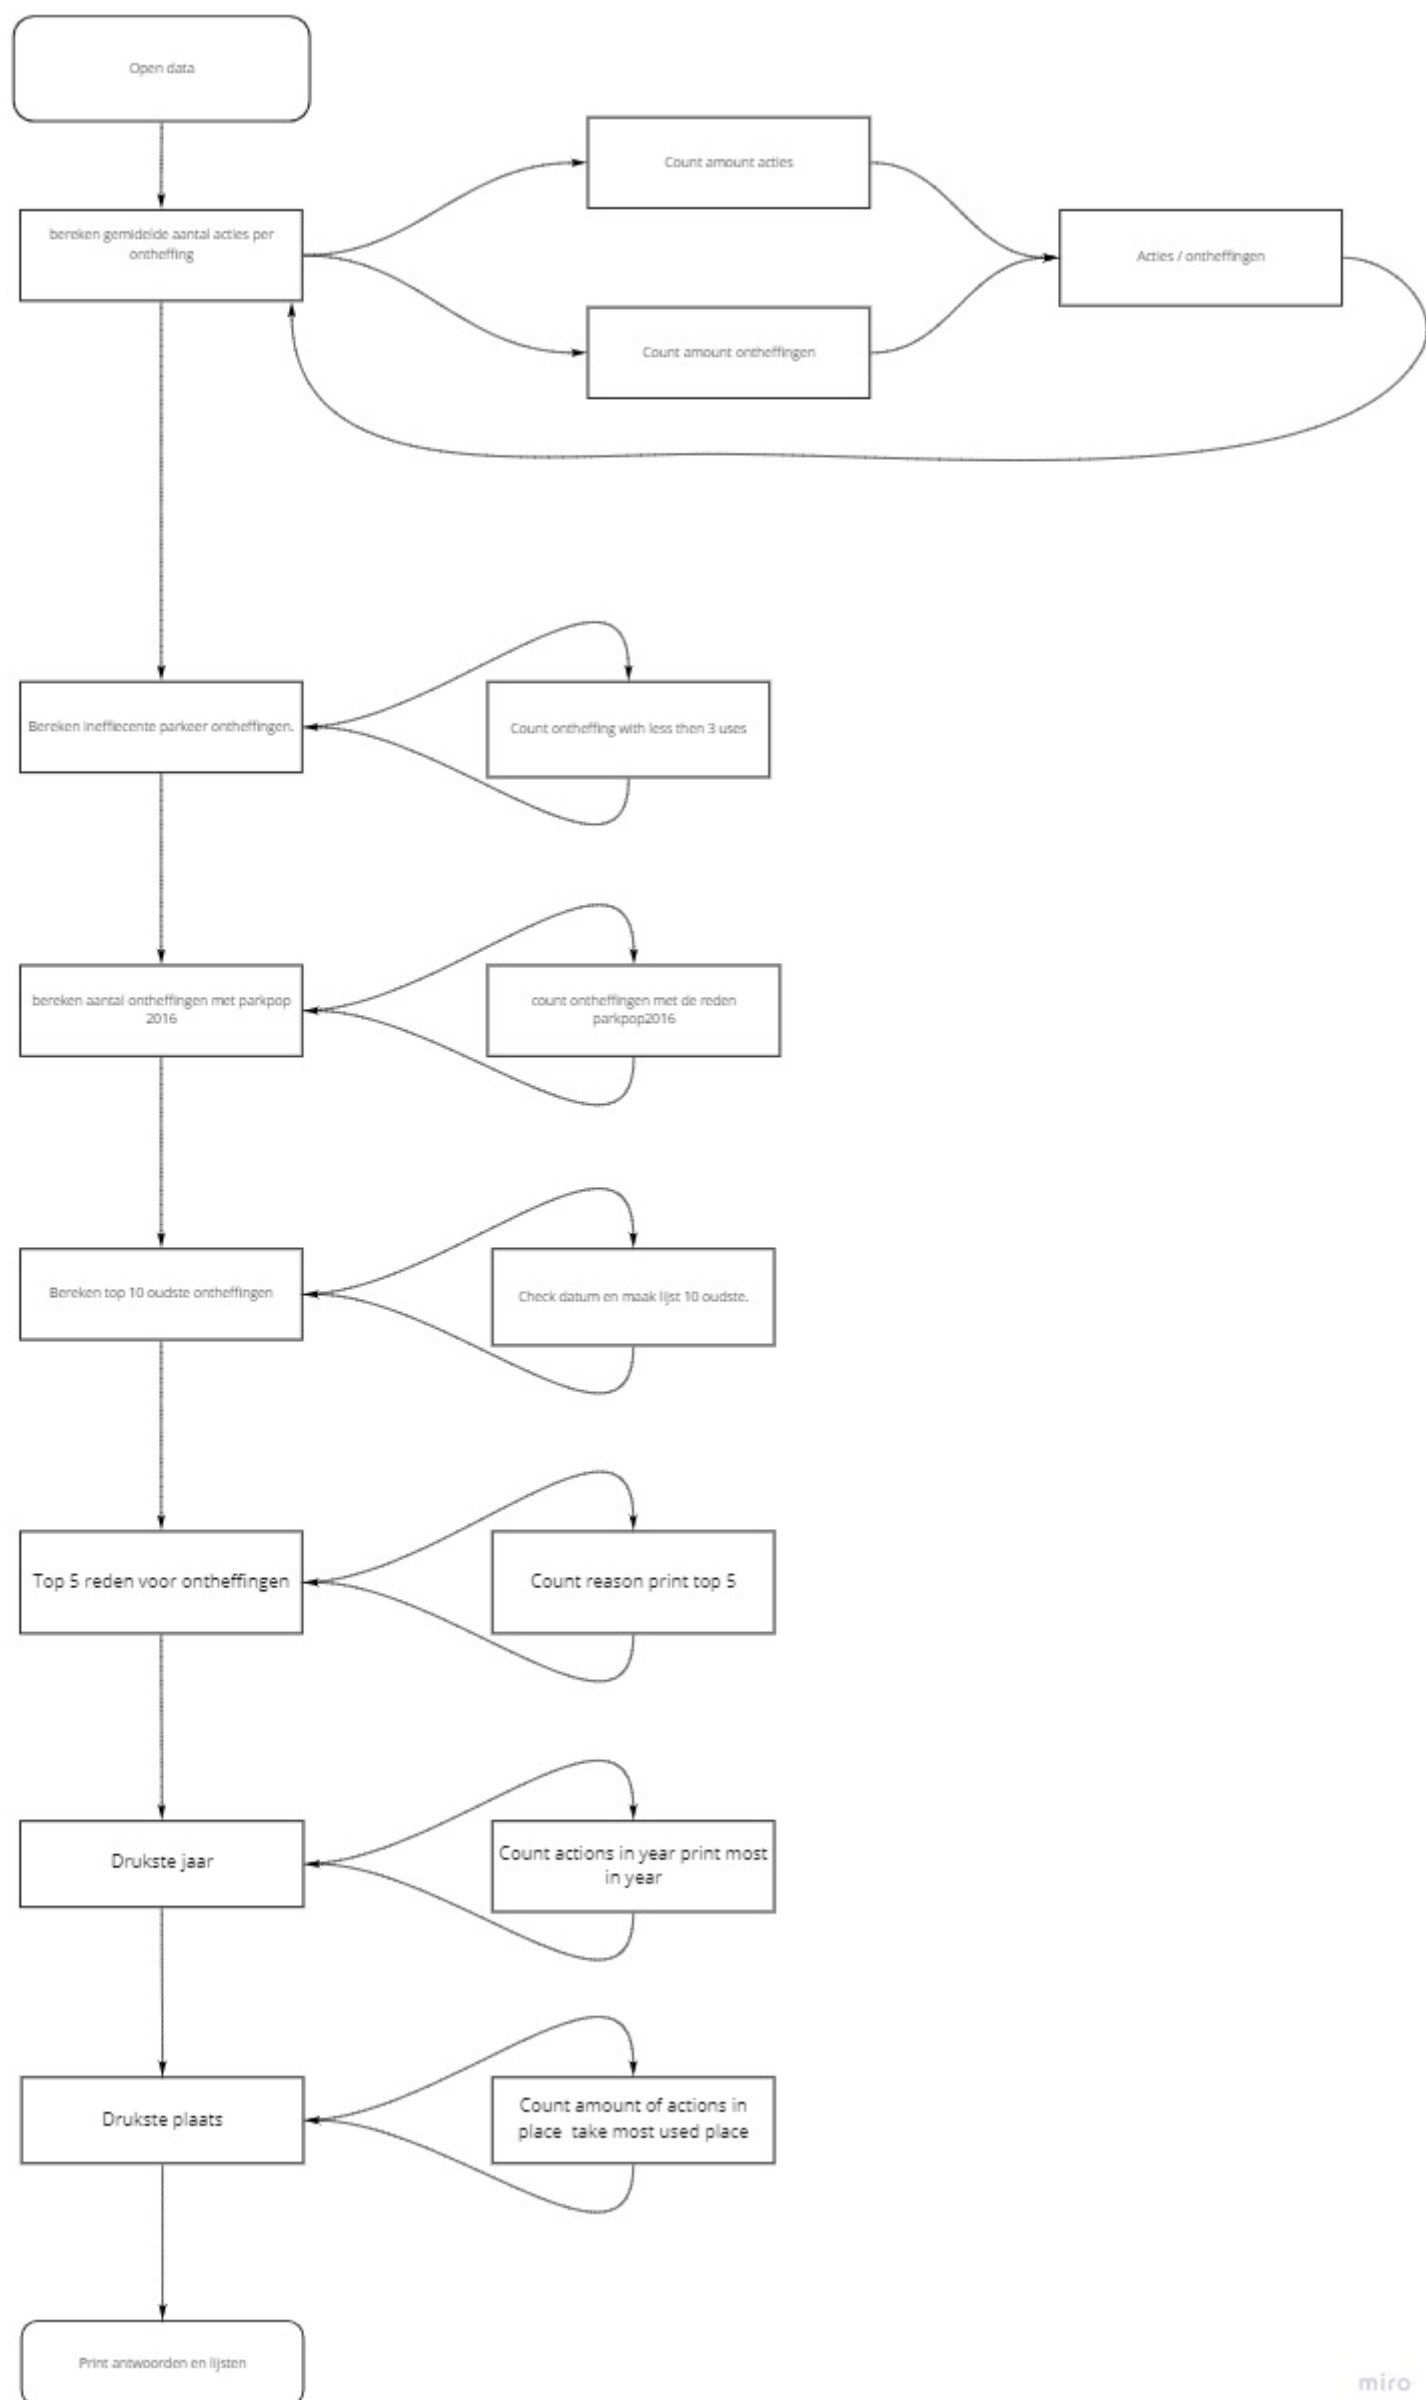 Open data
Count amount acties
bereken gemidelde aantal acties per
ontheffing
Acties / ontheffingen
Count amount ontheffingen
Bereken ineffiecente parkeer ontheffingen.
Count ontheffing with less then 3 uses
bereken aantal ontheffingen met parkpop
2016
count ontheffingen met de reden
parkpop2016
Bereken top 10 oudste ontheffingen
Check datum en maak lijst 10 oudste.
Top 5 reden voor ontheffingen
Count reason print top 5
Drukste jaar
Count actions in year print most
in year
Drukste plaats
Count amount of actions in
place  take most used place
Print antwoorden en lijsten
miro